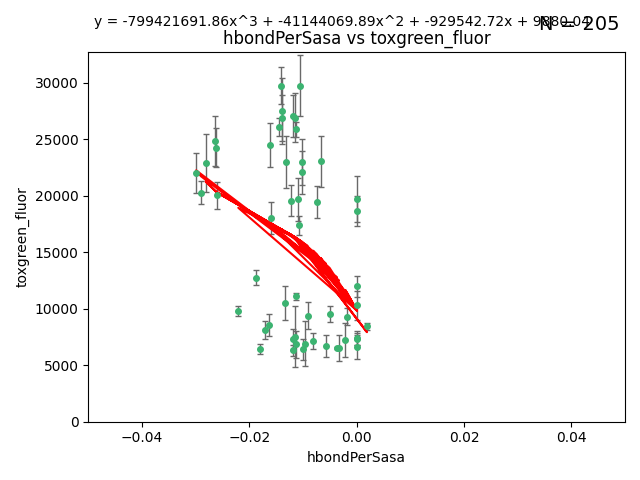 y = -799421691.86x^3 + -41144069.89x^2 + -929542.72x + 9880.04
N = 205
hbondPerSasa vs toxgreen_fluor
30000
25000
20000
15000
10000
5000
0
toxgreen_fluor
-0.04
-0.02
0.00
0.02
0.04
hbondPerSasa